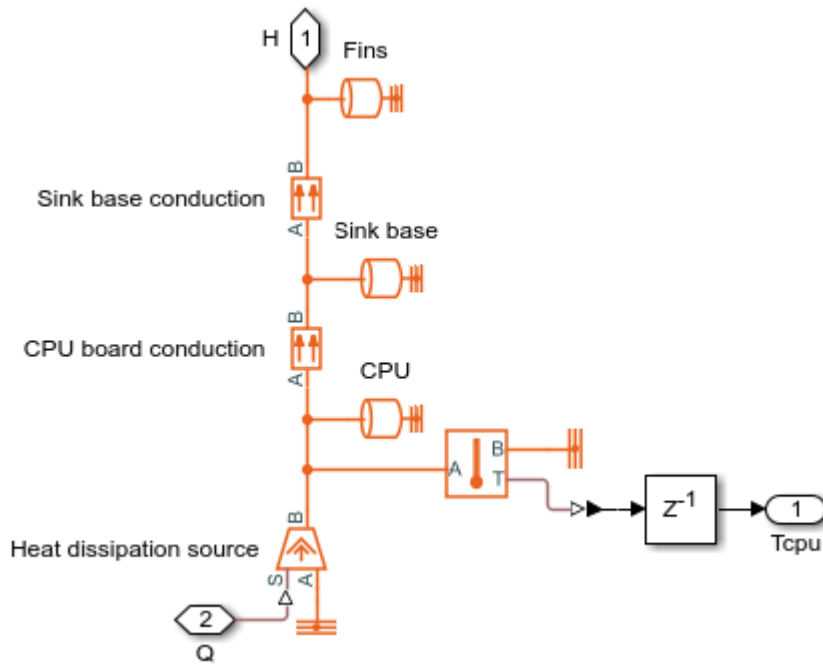 H 1
Fins
B
Sink base conduction
A
Sink base
B
CPU board conduction
A
CPU
A B
T
B
Heat dissipation source
S A
Z-1
1
Tcpu
2
Q